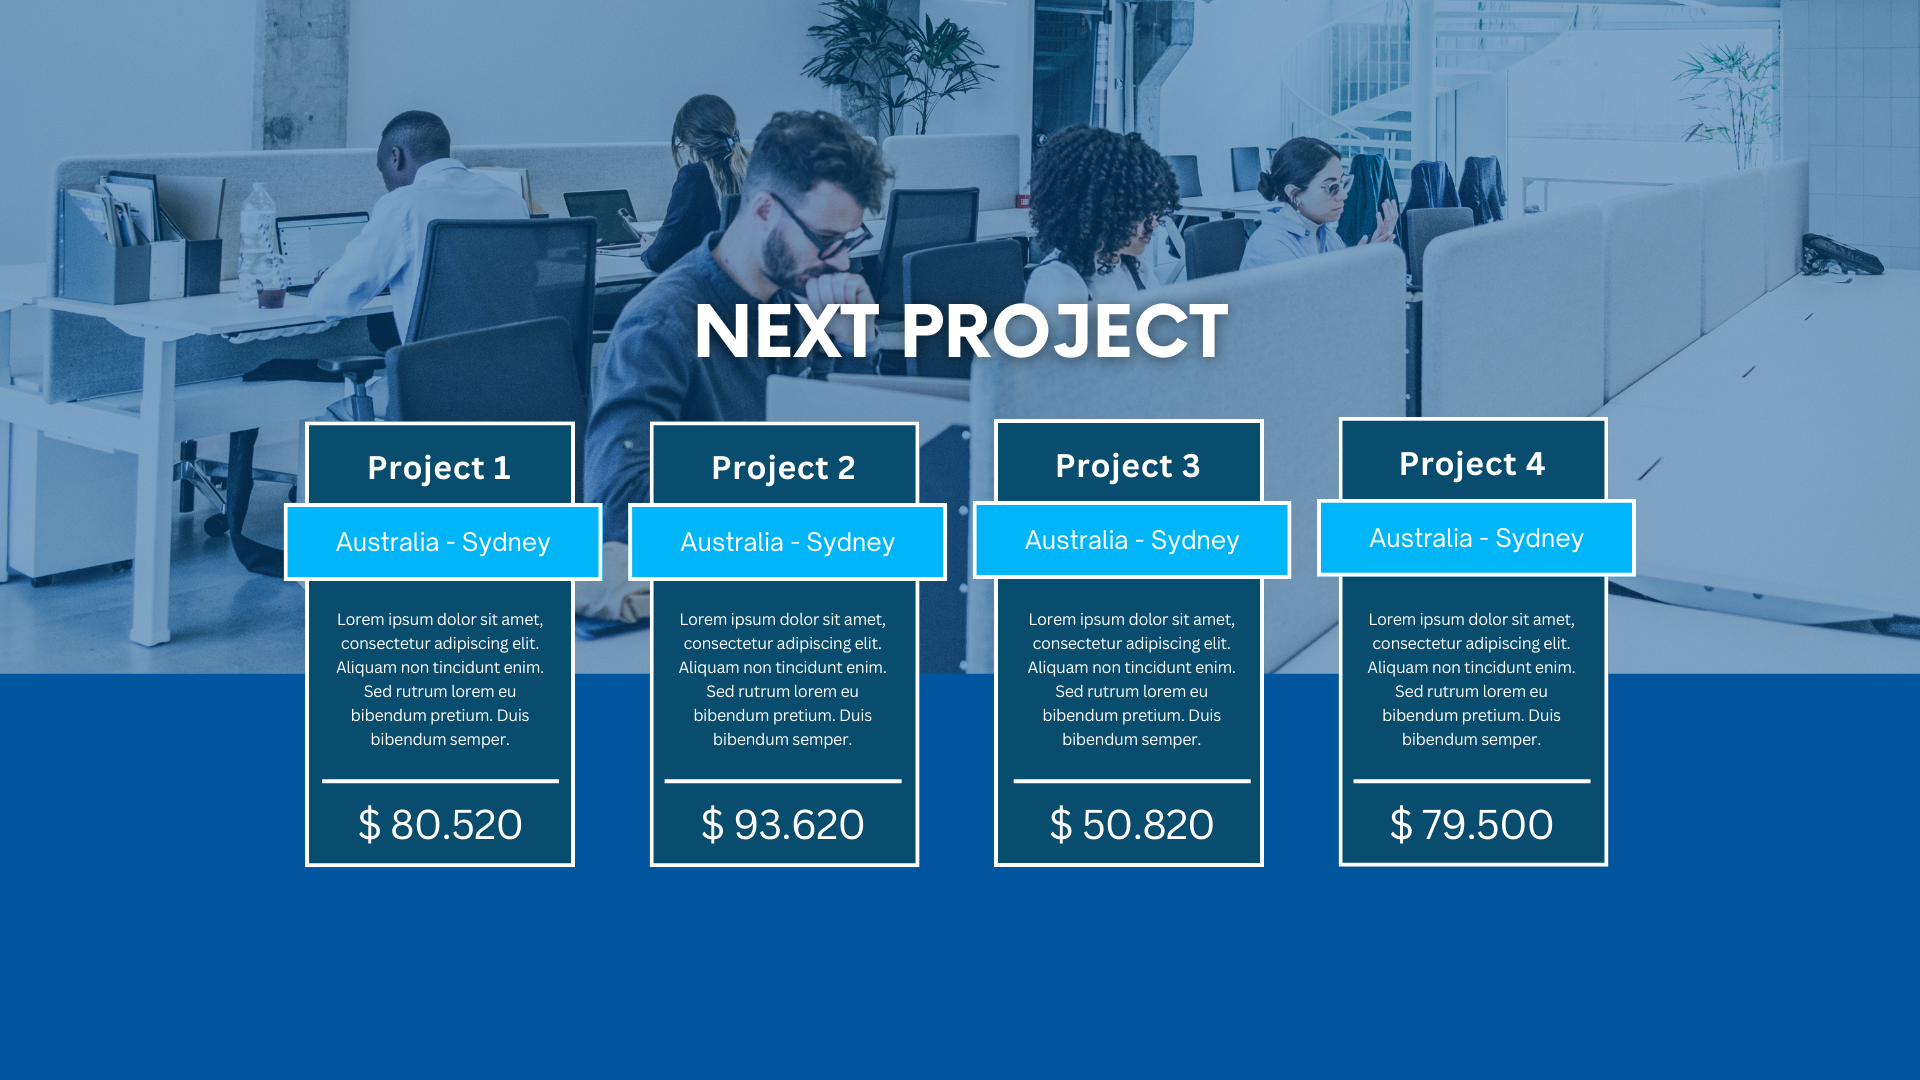 NEXT PROJECT
Project 1
Australia - Sydney
Lorem ipsum dolor sit amet,
consectetur adipiscing elit.
Aliquam non tincidunt enim.
Sed rutrum lorem eu
bibendum pretium. Duis
bibendum semper.
$ 80.520
Project 2
Australia - Sydney
Lorem ipsum dolor sit amet,
consectetur adipiscing elit.
Aliquam non tincidunt enim.
Sed rutrum lorem eu
bibendum pretium. Duis
bibendum semper.
$ 93.620
Project 3
Australia - Sydney
Lorem ipsum dolor sit amet,
consectetur adipiscing elit.
Aliquam non tincidunt enim.
Sed rutrum lorem eu
bibendum pretium. Duis
bibendum semper.
$ 50.820
Project 4
Australia - Sydney
Lorem ipsum dolor sit amet,
consectetur adipiscing elit.
Aliquam non tincidunt enim.
Sed rutrum lorem eu
bibendum pretium. Duis
bibendum semper.
$ 79.500